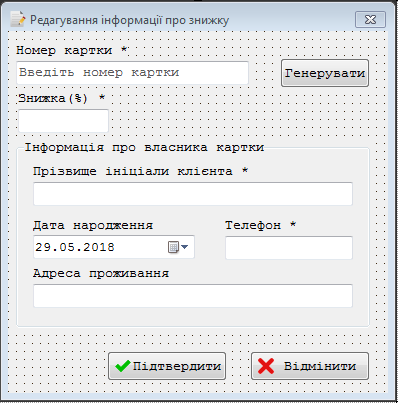 Редагування інформації про знижку
Номер картки *
Введіть номер картки
Генерувати
Знижка(%) *
Інформація про власника картки
Прізвище ініціали клієнта *
Дата народження
Телефон *
29.05.2018
Адреса проживання
Підтвердити
Відмінити